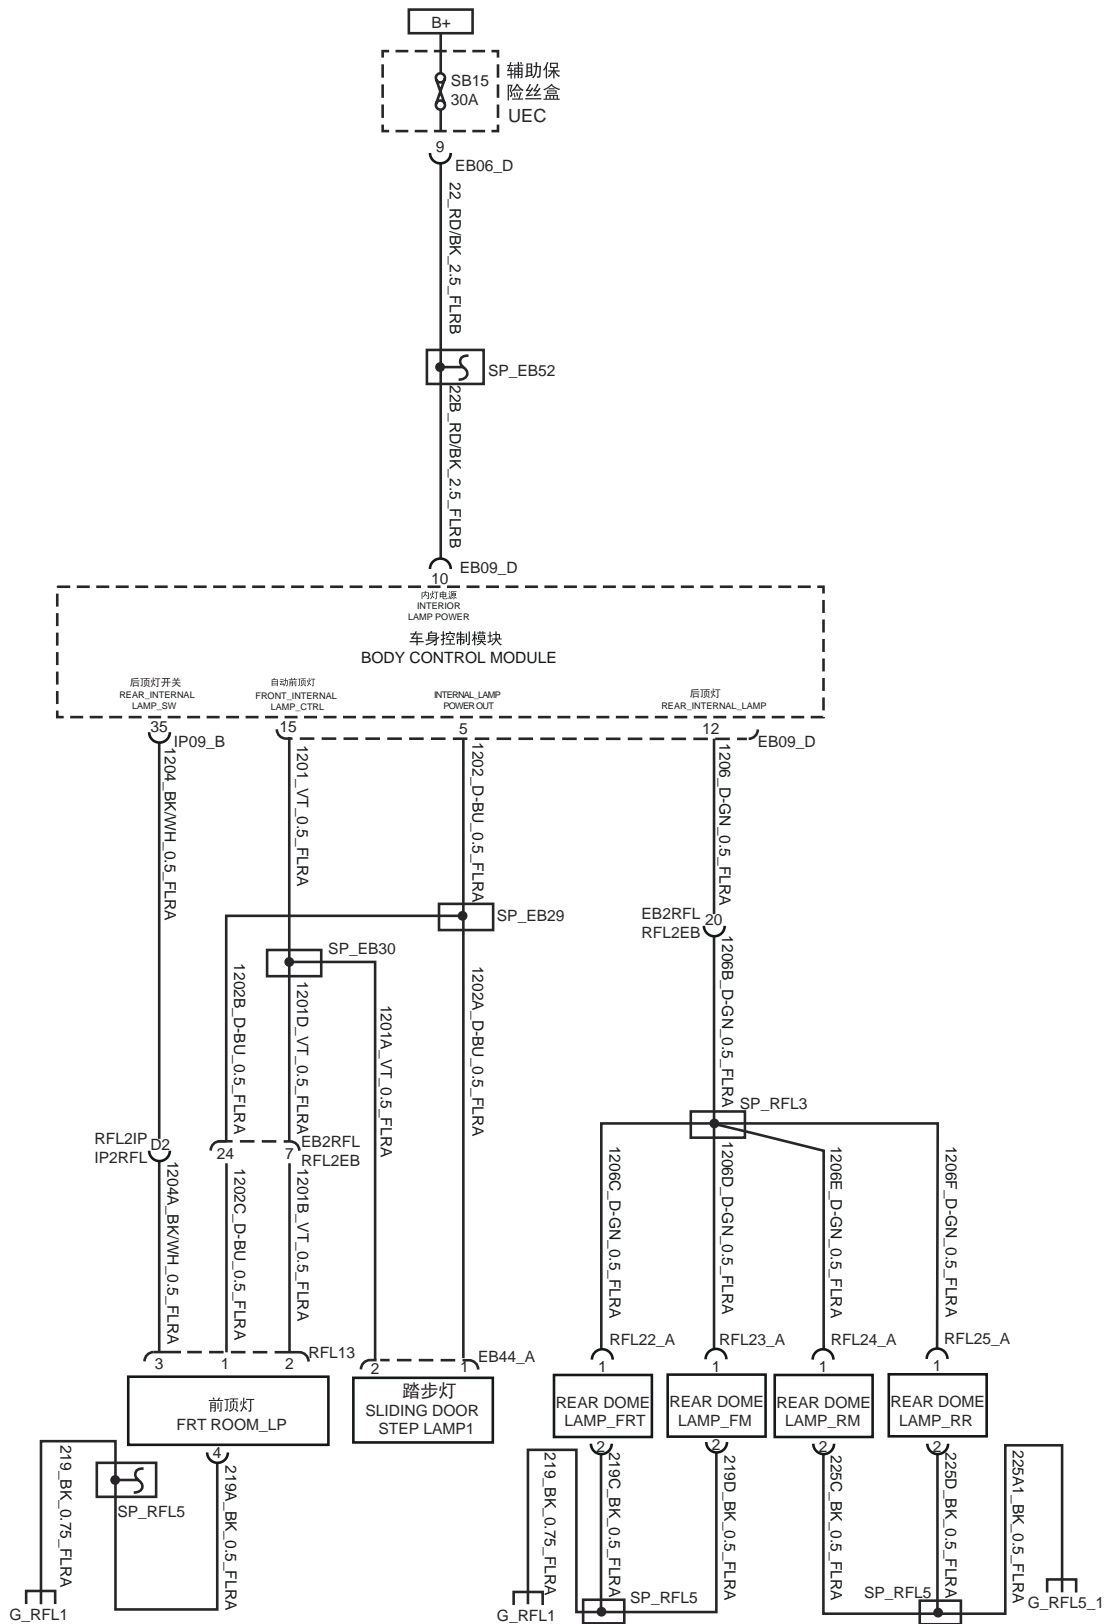 B+
SB15
30A
辅助保
险丝盒
UEC
9
EB06_D
22_RD/BK_2.5_FLRB
SP_EB52
22B_RD/BK_2.5_FLRB
EB09_D
10
内灯电源
INTERIOR
LAMP POWER
车身控制模块
BODY CONTROL MODULE
后顶灯开关
REAR_INTERNAL
LAMP_SW
自动前顶灯
FRONT_INTERNAL
LAMP_CTRL
INTERNAL_LAMP
POWER OUT
后顶灯
REAR_INTERNAL_LAMP
35
IP09_B
15
5
12
EB09_D
1204_BK/WH_0.5_FLRA
1201_VT_0.5_FLRA
1202_D-BU_0.5_FLRA
1206_D-GN_0.5_FLRA
EB2RFL
RFL2EB
20
SP_EB29
SP_EB30
1202B_D-BU_0.5_FLRA
1201D_VT_0.5_FLRA
1201A_VT_0.5_FLRA
1202A_D-BU_0.5_FLRA
1206B_D-GN_0.5_FLRA
SP_RFL3
RFL2IP
IP2RFL
D2
24
7
EB2RFL
RFL2EB
1204A_BK/WH_0.5_FLRA
1202C_D-BU_0.5_FLRA
1201B_VT_0.5_FLRA
1206C_D-GN_0.5_FLRA
1206D_D-GN_0.5_FLRA
1206E_D-GN_0.5_FLRA
1206F_D-GN_0.5_FLRA
3
1
2
RFL13
2
1
EB44_A
RFL22_A
RFL23_A
RFL24_A
RFL25_A
1
1
1
1
前顶灯
FRT ROOM_LP
踏步灯
SLIDING DOOR
STEP LAMP1
REAR DOME
LAMP_FRT
REAR DOME
LAMP_FM
REAR DOME
LAMP_RM
REAR DOME
LAMP_RR
4
2
2
2
2
219_BK_0.75_FLRA
SP_RFL5
219A_BK_0.5_FLRA
G_RFL1
219_BK_0.75_FLRA
219C_BK_0.5_FLRA
219D_BK_0.5_FLRA
225C_BK_0.5_FLRA
225D_BK_0.5_FLRA
225A1_BK_0.5_FLRA
G_RFL1
SP_RFL5
SP_RFL5
G_RFL5_1